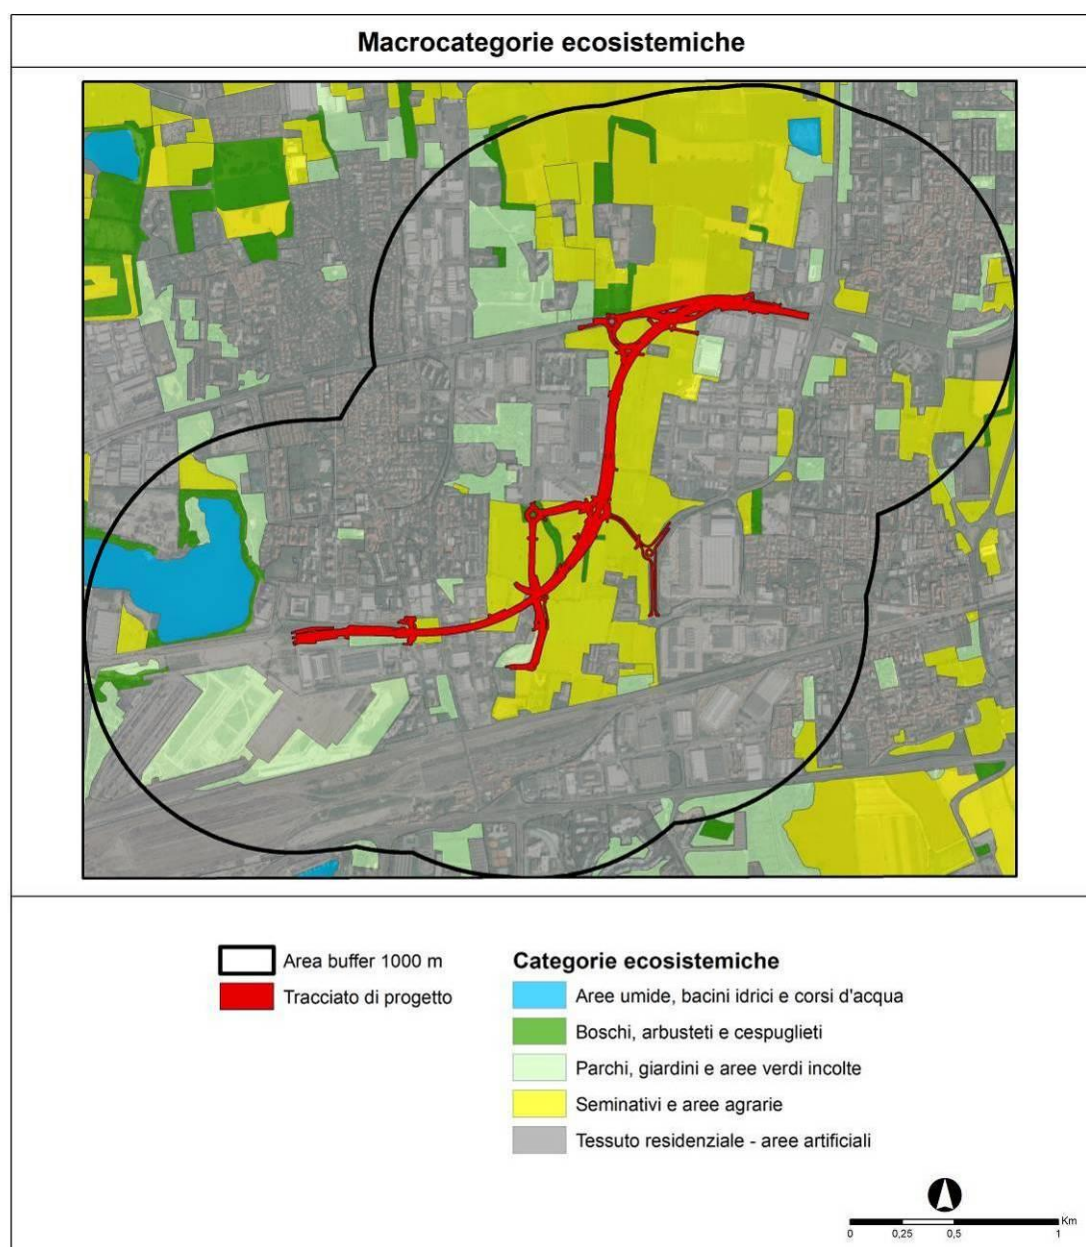 Macrocategorie ecosistemiche
Area buffer 1000 m
Tracciato di progetto
Categorie ecosistemiche
Aree umide, bacini idrici e corsi d'acqua
Boschi, arbusteti e cespuglieti
Parchi, giardini e aree verdi incolte
Seminativi e aree agrarie
Tessuto residenziale - aree artificiali
Km
0 0,25 0,5 1